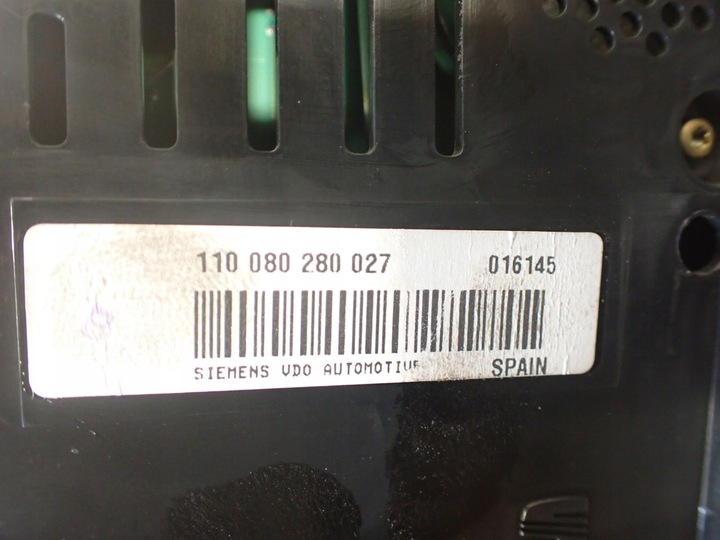 110 080 280 027 016145
SIEMENS VDO AUTOMOTIVE SPAIN